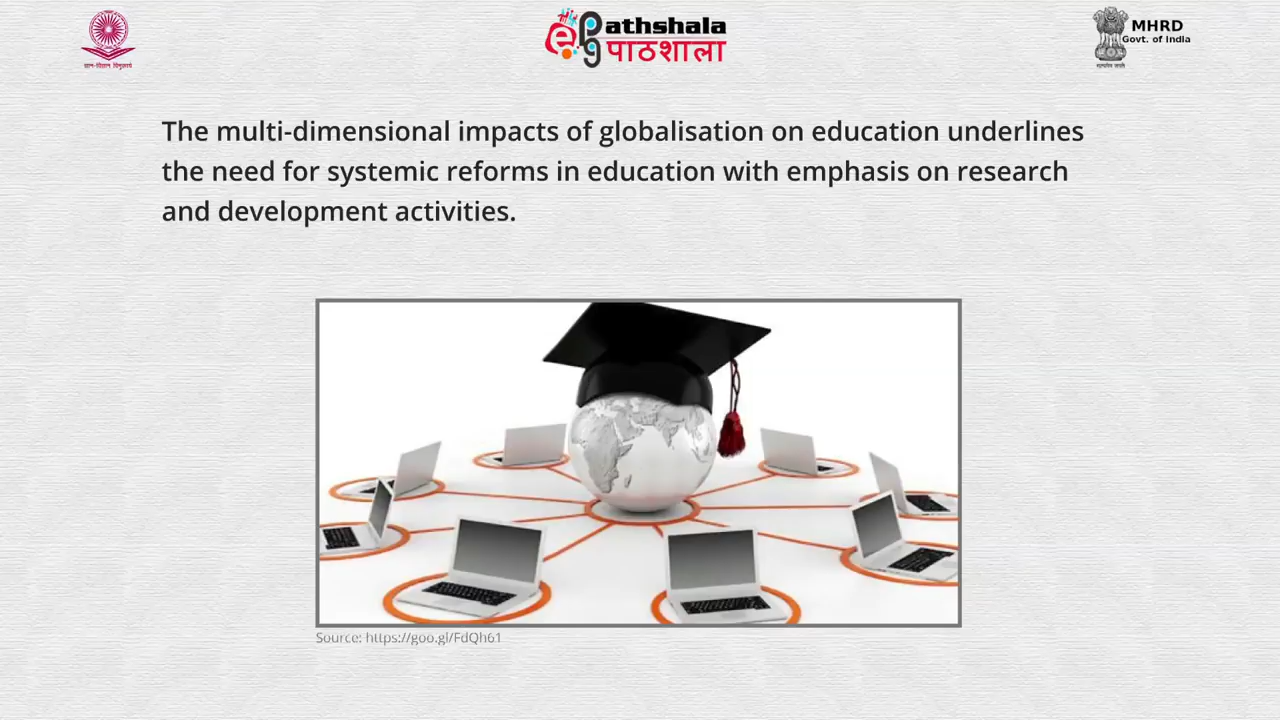 ePathshala
पाठशाला
MHRD
Govt. of India
The multi-dimensional impacts of globalisation on education underlines
the need for systemic reforms in education with emphasis on research
and development activities.
Source: https://goo.gl/FdQh61